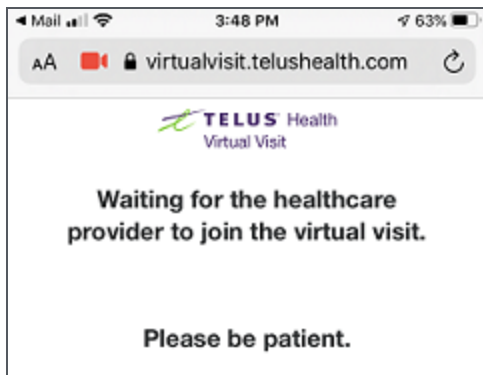 Mail 3:48 PM 63%
AA virtualvisit.telushealth.com
TELUS Health
Virtual Visit
Waiting for the healthcare
provider to join the virtual visit.
Please be patient.